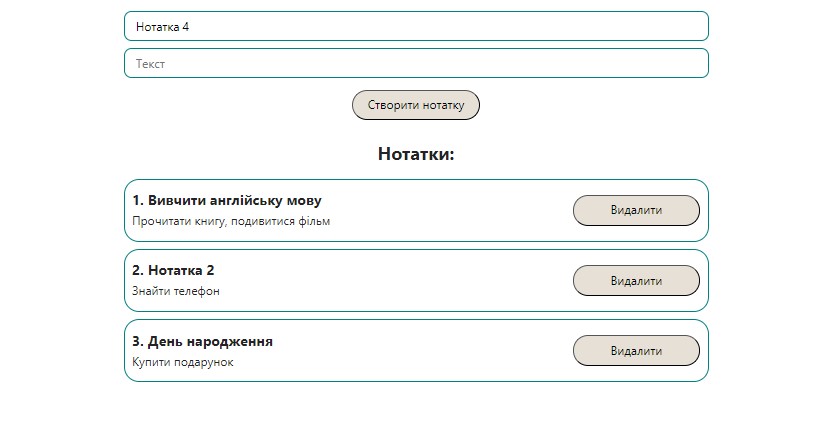 Нотатка 4
Текст
Створити нотатку
Нотатки:
1. Вивчити англійську мову
Прочитати книгу, подивитися фільм
Видалити
2. Нотатка 2
Знайти телефон
Видалити
3. День народження
Купити подарунок
Видалити